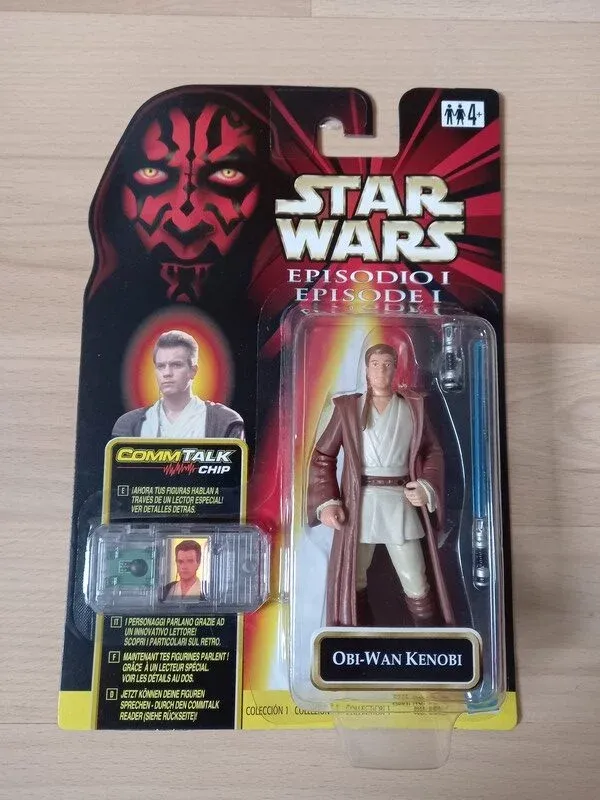 4+
STAR
WARS
EPISODIO I
EPISODE I
COMMTALK
CHIP
E ¡AHORA TUS FIGURAS HABLAN A
TRAVÉS DE UN LECTOR ESPECIAL!
VER DETALLES DETRÁS.
IT I PERSONAGGI PARLANO GRAZIE AD
UN INNOVATIVO LETTORE!
SCOPRI I PARTICOLARI SUL RETRO.
F MAINTENANT TES FIGURINES PARLENT !
GRÂCE À UN LECTEUR SPÉCIAL.
VOIR LES DÉTAILS AU DOS.
D JETZT KÖNNEN DEINE FIGUREN
SPRECHEN - DURCH DEN COMMTALK
READER (SIEHE RÜCKSEITE)!
OBI-WAN KENOBI
COLECCIÓN 1